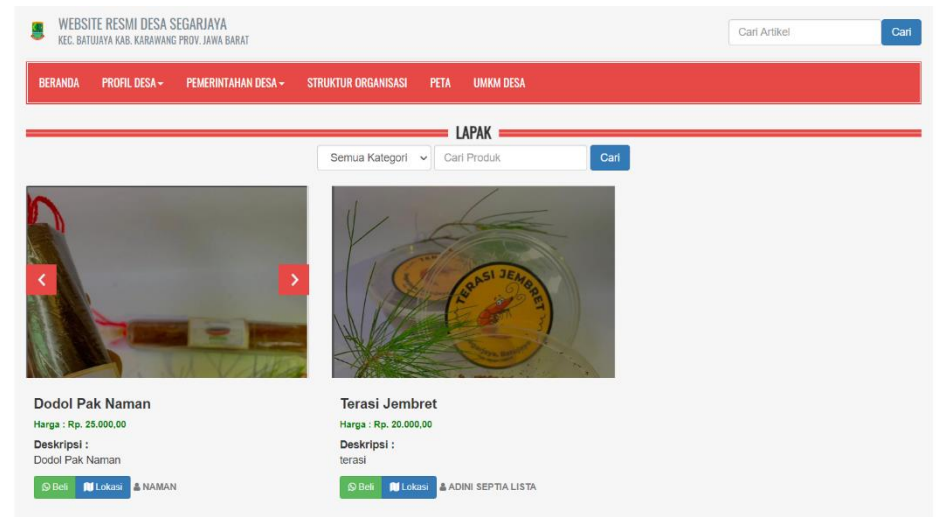 WEBSITE RESMI DESA SEGARJAYA
KEC. BATUJAYA KAB. KARAWANG PROV. JAWA BARAT
Cari Artikel
Cari
BERANDA PROFIL DESA PEMERINTAHAN DESA STRUKTUR ORGANISASI PETA UMKM DESA
LAPAK
Semua Kategori Cari Produk Cari
TERASI JEMBRET
Segarjaya, Batujaya
Dodol Pak Naman
Harga : Rp. 25.000,00
Deskripsi :
Dodol Pak Naman
Beli Lokasi NAMAN
Terasi Jembret
Harga : Rp. 20.000,00
Deskripsi :
terasi
Beli Lokasi ADINI SEPTIA LISTA